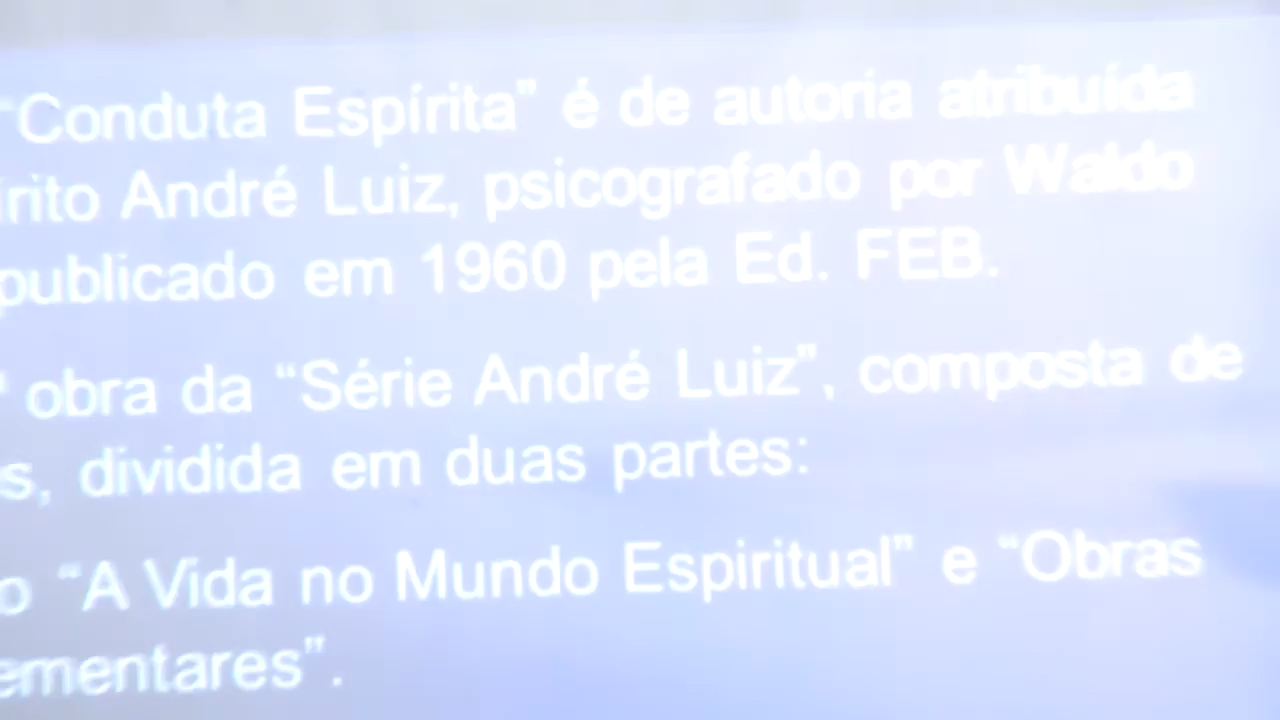 “Conduta Espírita” é de autoria atribuída
írito André Luiz, psicografado por Waldo
publicado em 1960 pela Ed. FEB.
obra da “Série André Luiz”, composta de
s, dividida em duas partes:
o “A Vida no Mundo Espiritual” e “Obras
ementares”.